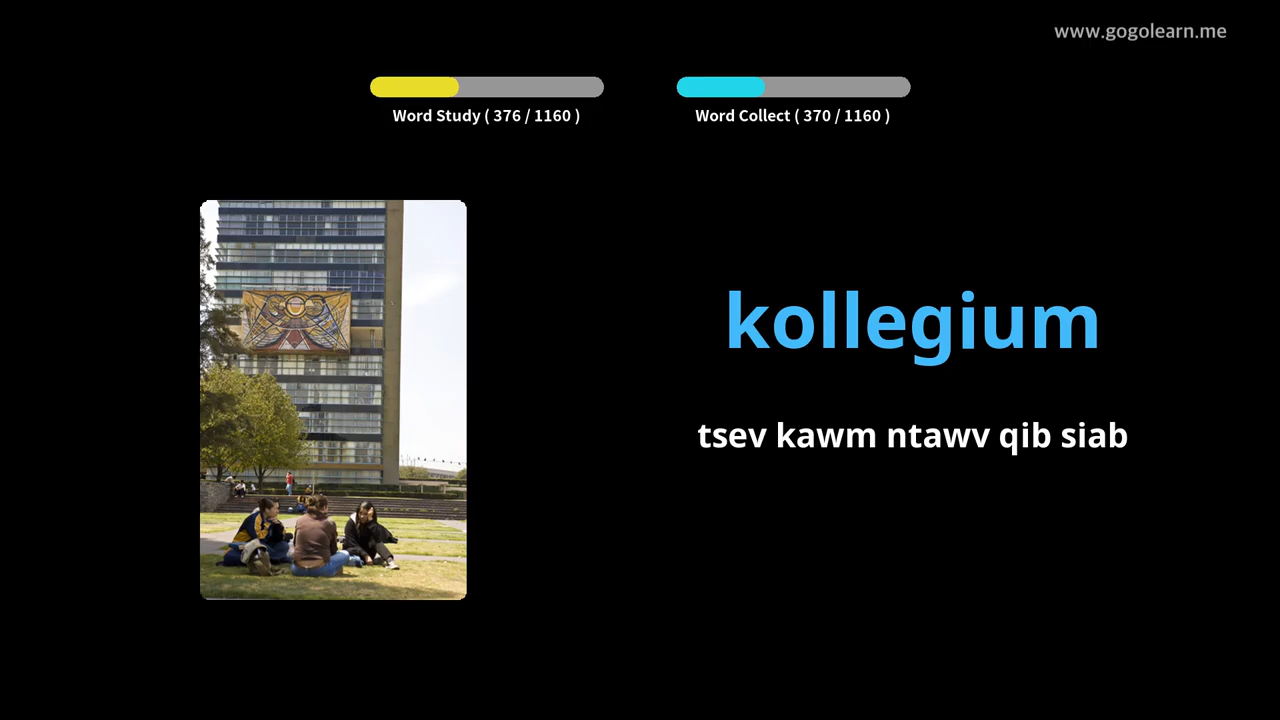 www.gogolearn.me
Word Study ( 376 / 1160 )
Word Collect ( 370 / 1160 )
kollegium
tsev kawm ntawv qib siab